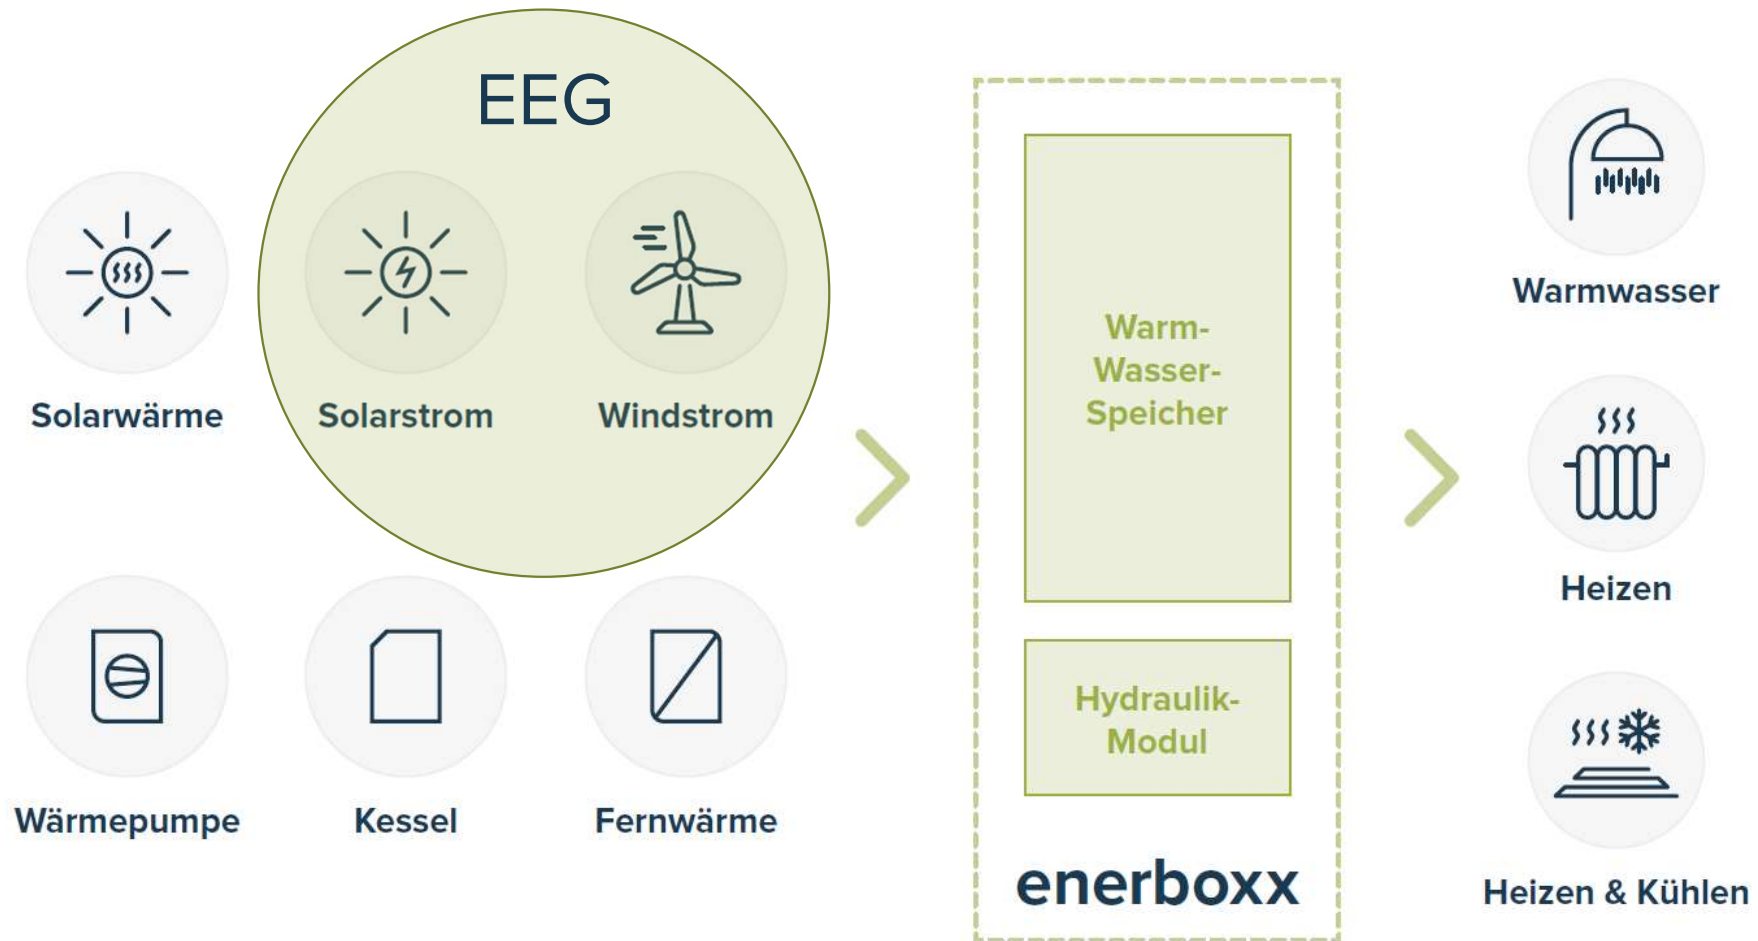 EEG
Solarwärme
Solarstrom
Windstrom
Wärmepumpe
Kessel
Fernwärme
Warm-
Wasser-
Speicher
Hydraulik-
Modul
enerboxx
Warmwasser
Heizen
Heizen & Kühlen